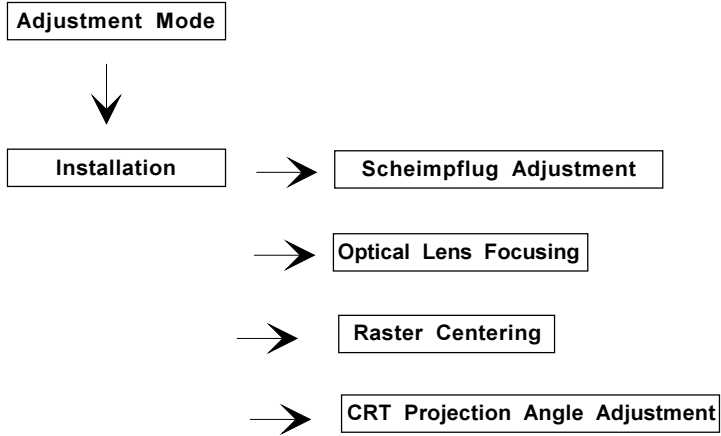 Adjustment Mode
Installation
Scheimpflug Adjustment
Optical Lens Focusing
Raster Centering
CRT Projection Angle Adjustment